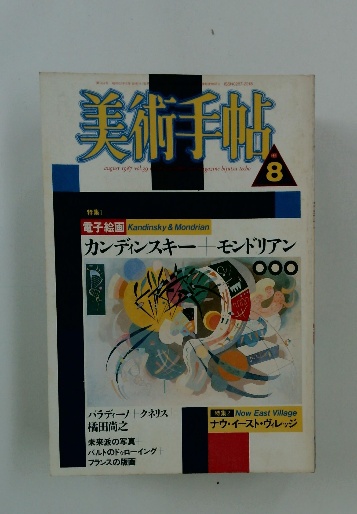 美術手帖
8
特集1
電子絵画 Kandinsky & Mondrian
カンディンスキー＋モンドリアン
パラディーノ＋クネリス
橘田尚之
未来派の写真
バルトのドゥローイング
フランスの版画
特集2 Now East Village
ナウ・イースト・ヴィレッジ